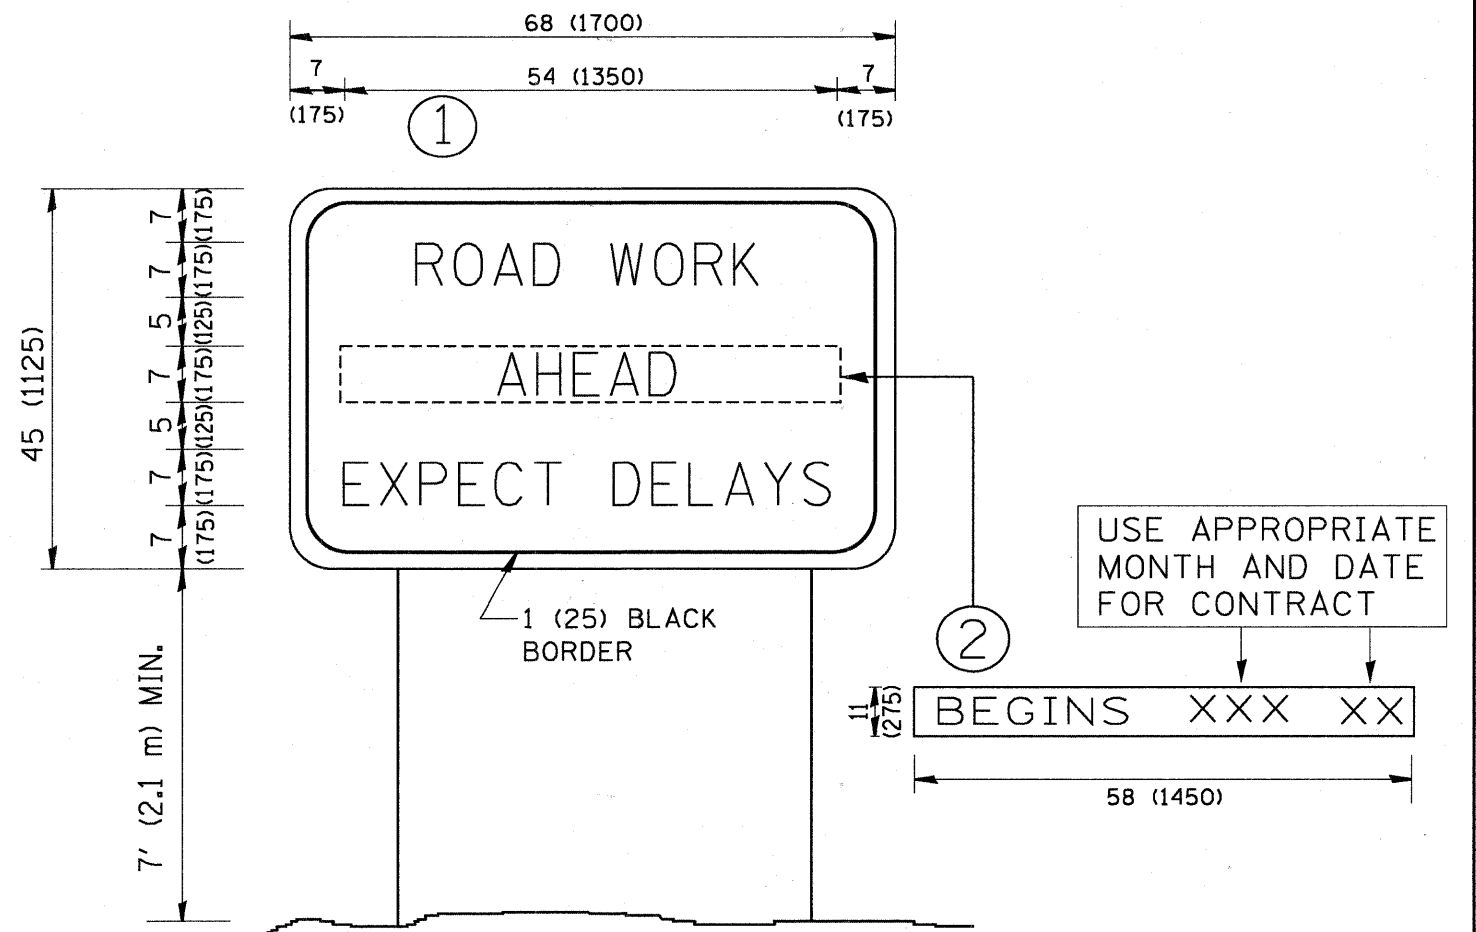 68 (1700)
7 54 (1350) 7
(175) (175)
1
7 (175)
7 (175)
5 (125)
7 (175)
5 (125)
7 (175)
7 (175)
45 (1125)
ROAD WORK
AHEAD
EXPECT DELAYS
1 (25) BLACK
BORDER
7' (2.1 m) MIN.
2
USE APPROPRIATE
MONTH AND DATE
FOR CONTRACT
11
(275)
BEGINS XXX XX
58 (1450)